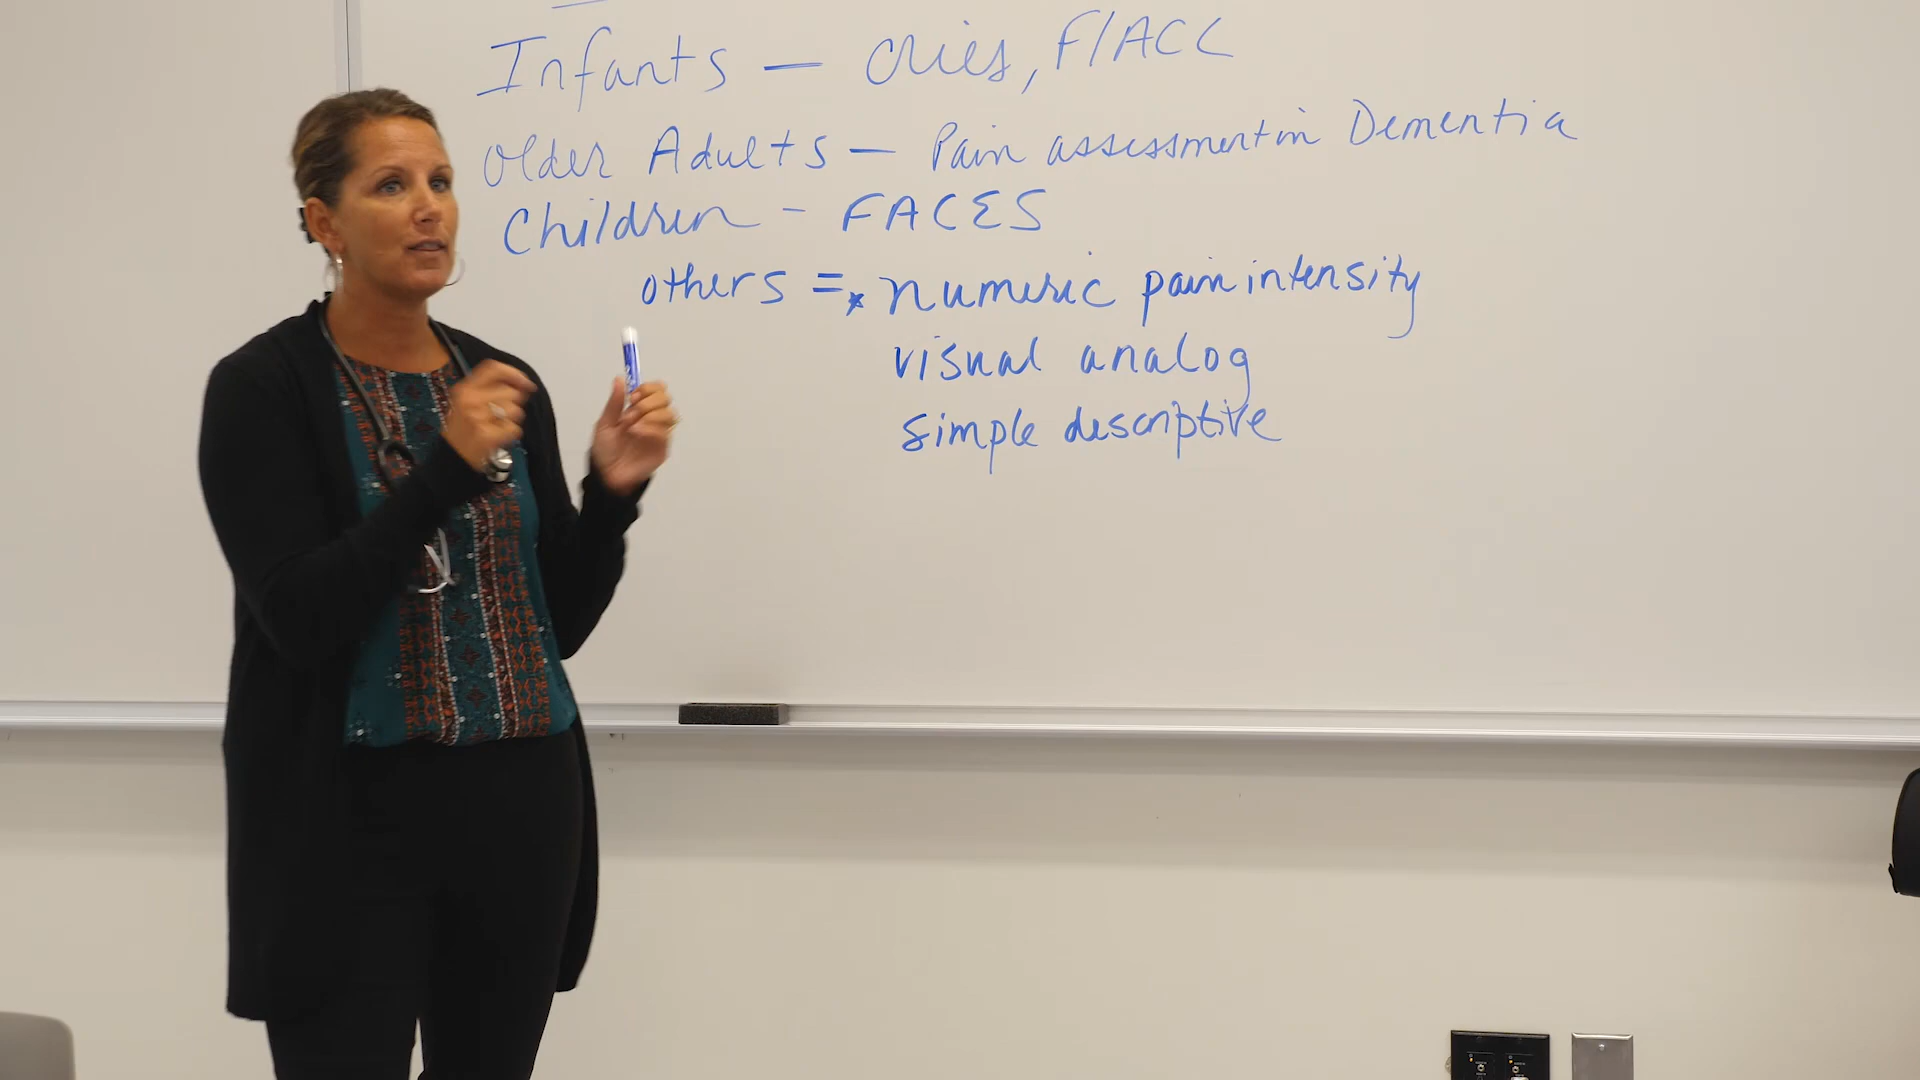 Infants — cries, FLACC
Older Adults — Pain assessment in Dementia
Children - FACES
others = * numeric pain intensity
visual analog
simple descriptive